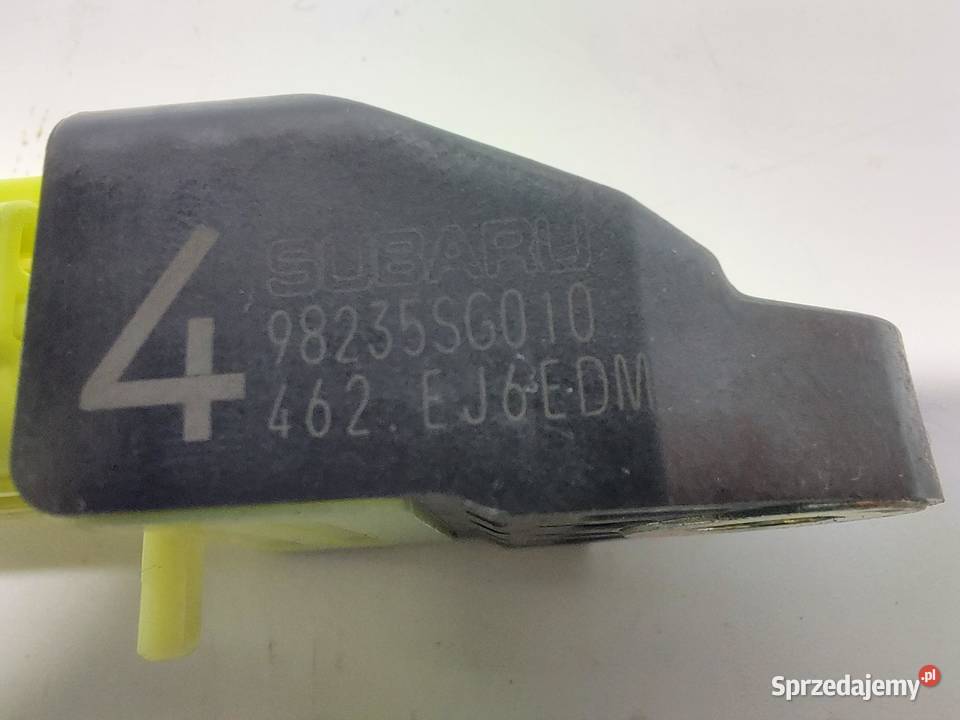 4
SUBARU
98235SG010
462 EJ6EDM
Sprzedajemy.pl